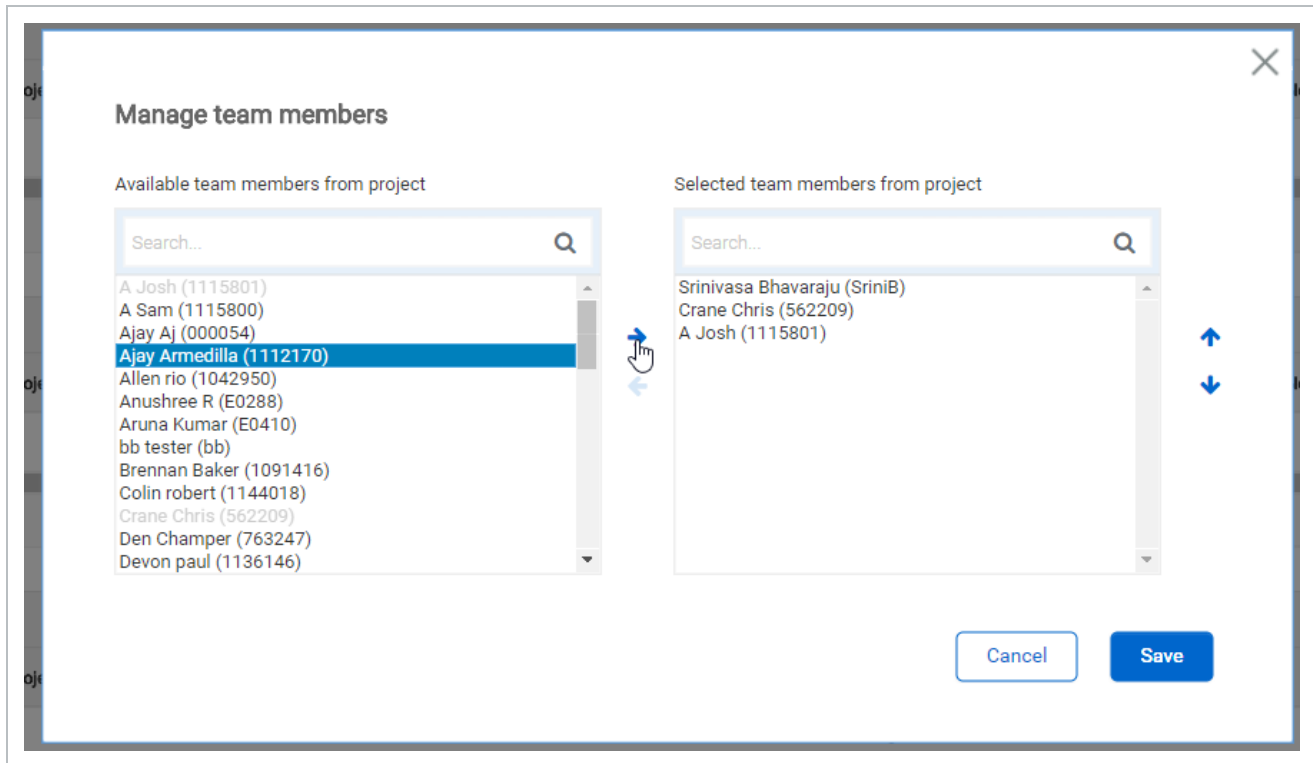 Manage team members
Available team members from project
Search...
A Josh (1115801)
A Sam (1115800)
Ajay Aj (000054)
Ajay Armedilla (1112170)
Allen rio (1042950)
Anushree R (E0288)
Aruna Kumar (E0410)
bb tester (bb)
Brennan Baker (1091416)
Colin robert (1144018)
Crane Chris (562209)
Den Champer (763247)
Devon paul (1136146)
Selected team members from project
Search...
Srinivasa Bhavaraju (SriniB)
Crane Chris (562209)
A Josh (1115801)
Cancel
Save